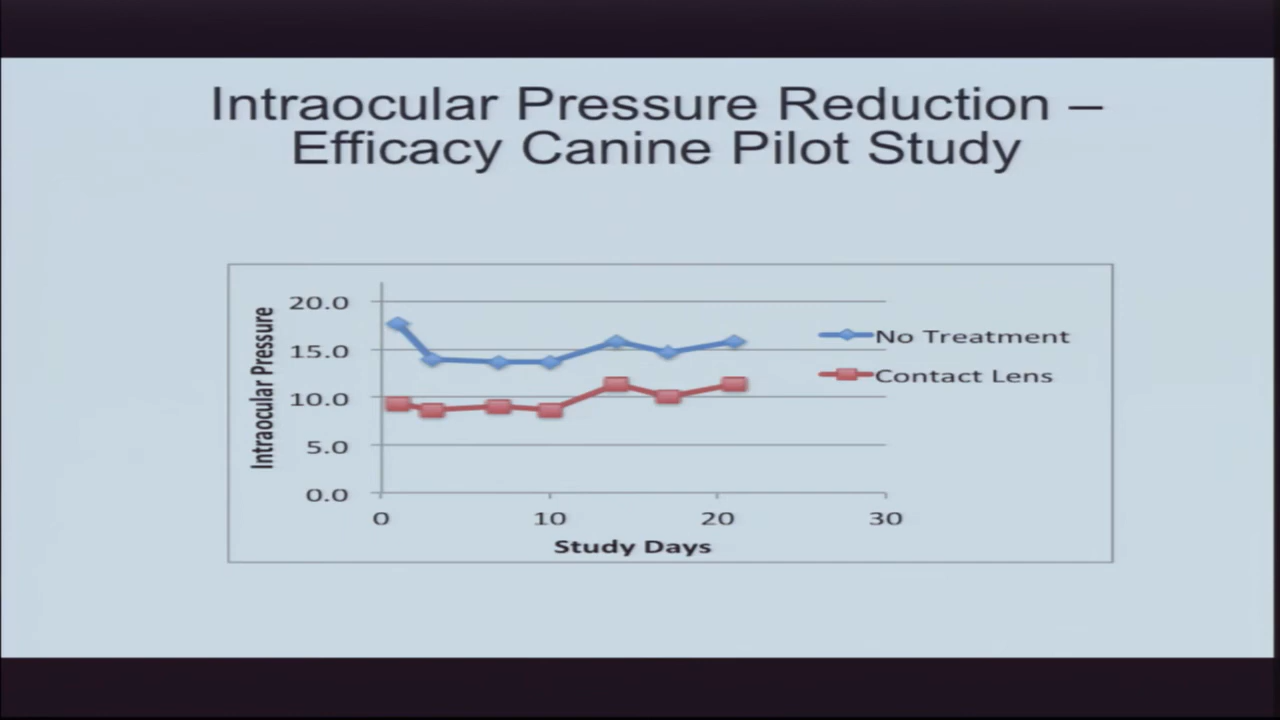 Intraocular Pressure Reduction –
Efficacy Canine Pilot Study
Intraocular Pressure
20.0
15.0
10.0
5.0
0.0
0
10
20
30
Study Days
No Treatment
Contact Lens